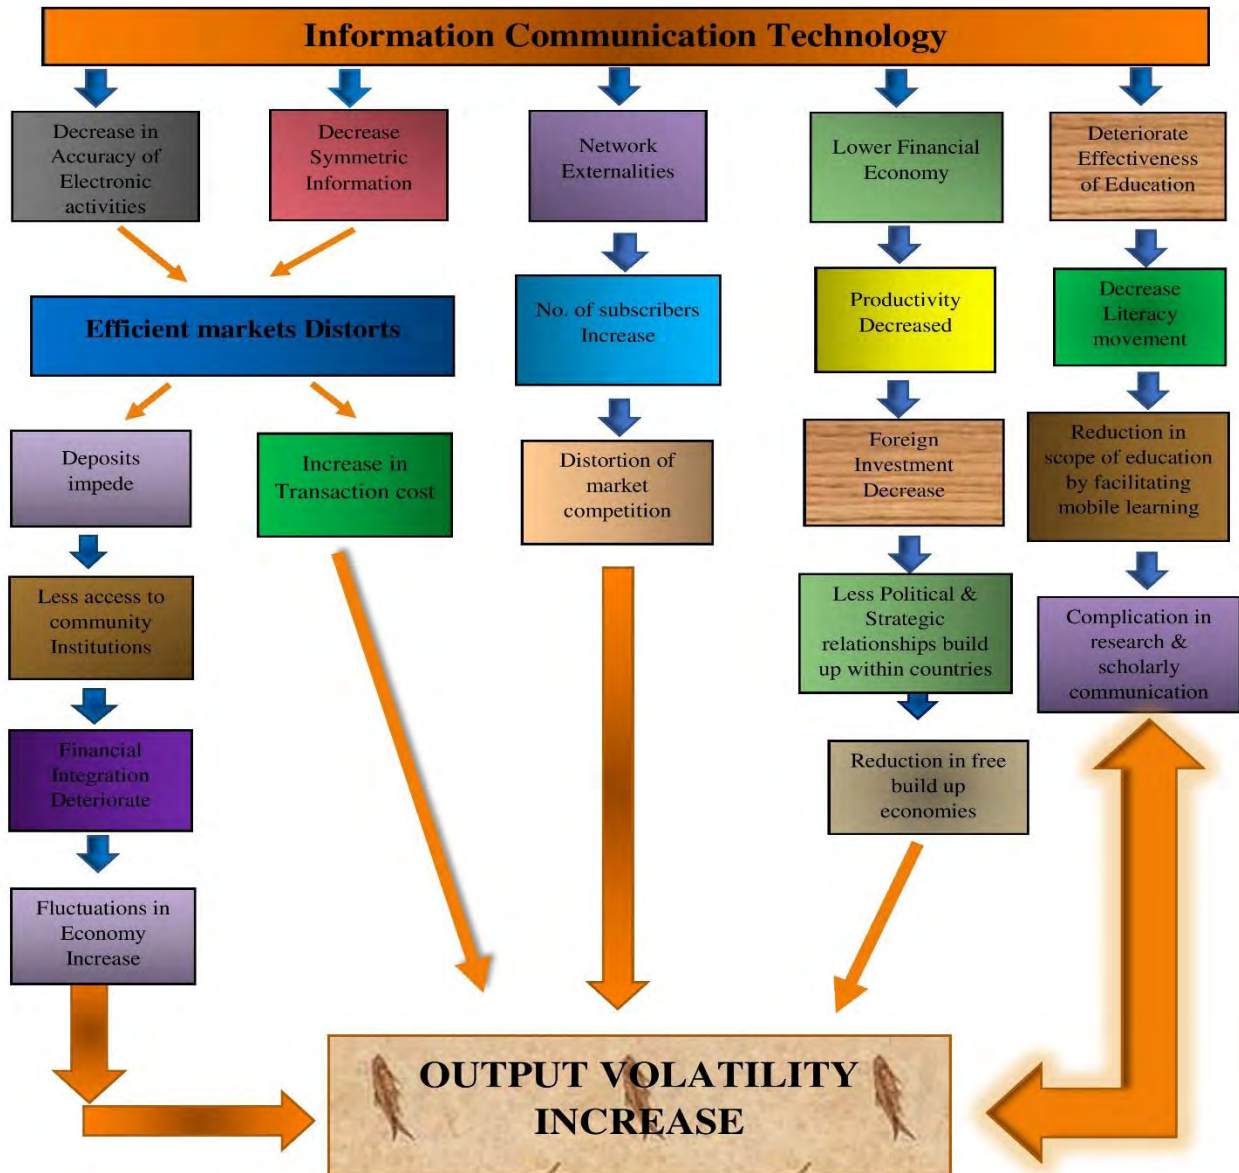 Information Communication Technology
Decrease in
Accuracy of
Electronic
activities
Decrease
Symmetric
Information
Network
Externalities
Lower Financial
Economy
Deteriorate
Effectiveness
of Education
Efficient markets Distorts
No. of subscribers
Increase
Productivity
Decreased
Decrease
Literacy
movement
Deposits
impede
Increase in
Transaction cost
Distortion of
market
competition
Foreign
Investment
Decrease
Reduction in
scope of education
by facilitating
mobile learning
Less access to
community
Institutions
Less Political &
Strategic
relationships build
up within countries
Complication in
research &
scholarly
communication
Financial
Integration
Deteriorate
Reduction in free
build up
economies
Fluctuations in
Economy
Increase
OUTPUT VOLATILITY
INCREASE